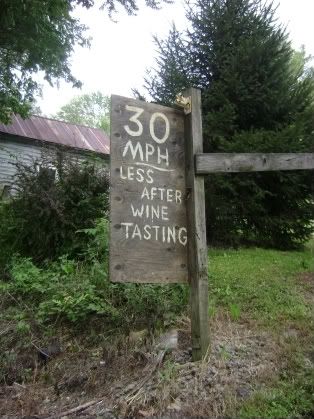 30
MPH
LESS
AFTER
WINE
TASTING